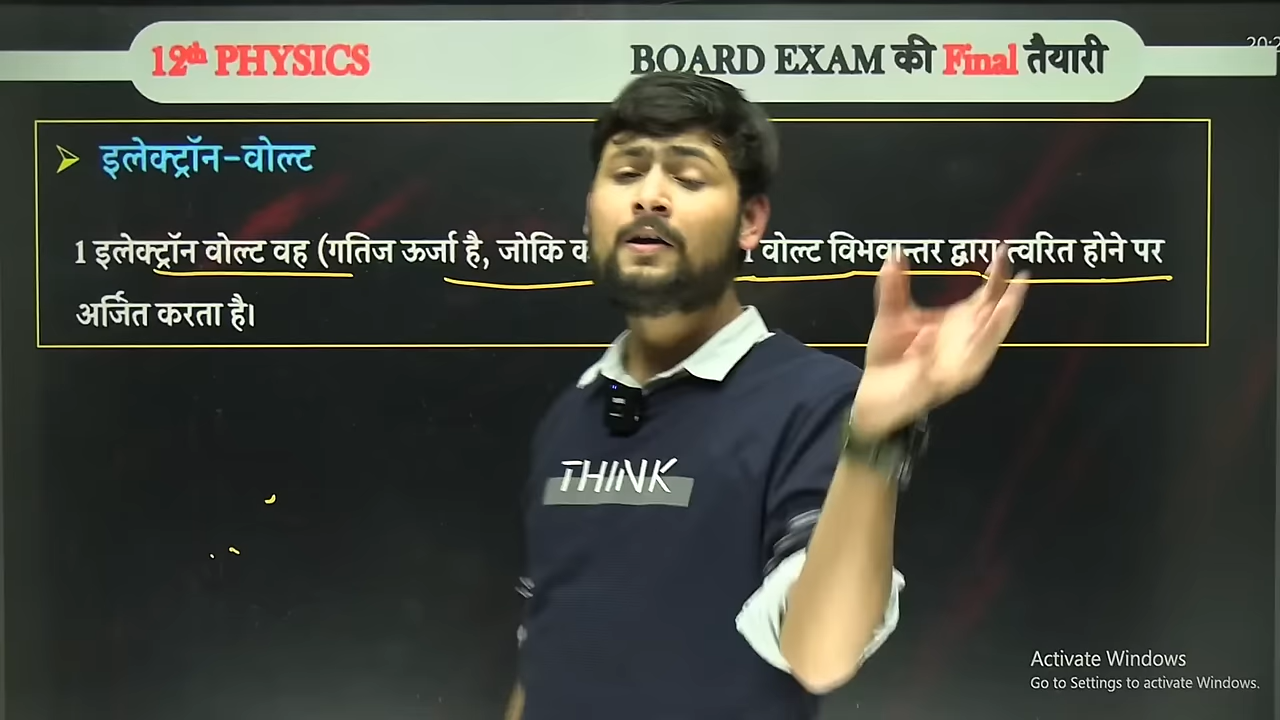 12th PHYSICS
BOARD EXAM की Final तैयारी
इलेक्ट्रॉन-वोल्ट
1 इलेक्ट्रॉन वोल्ट वह (गतिज ऊर्जा है, जोकि वोल्ट विभवान्तर द्वारा त्वरित होने पर
अर्जित करता है।
THINK
Activate Windows
Go to Settings to activate Windows.